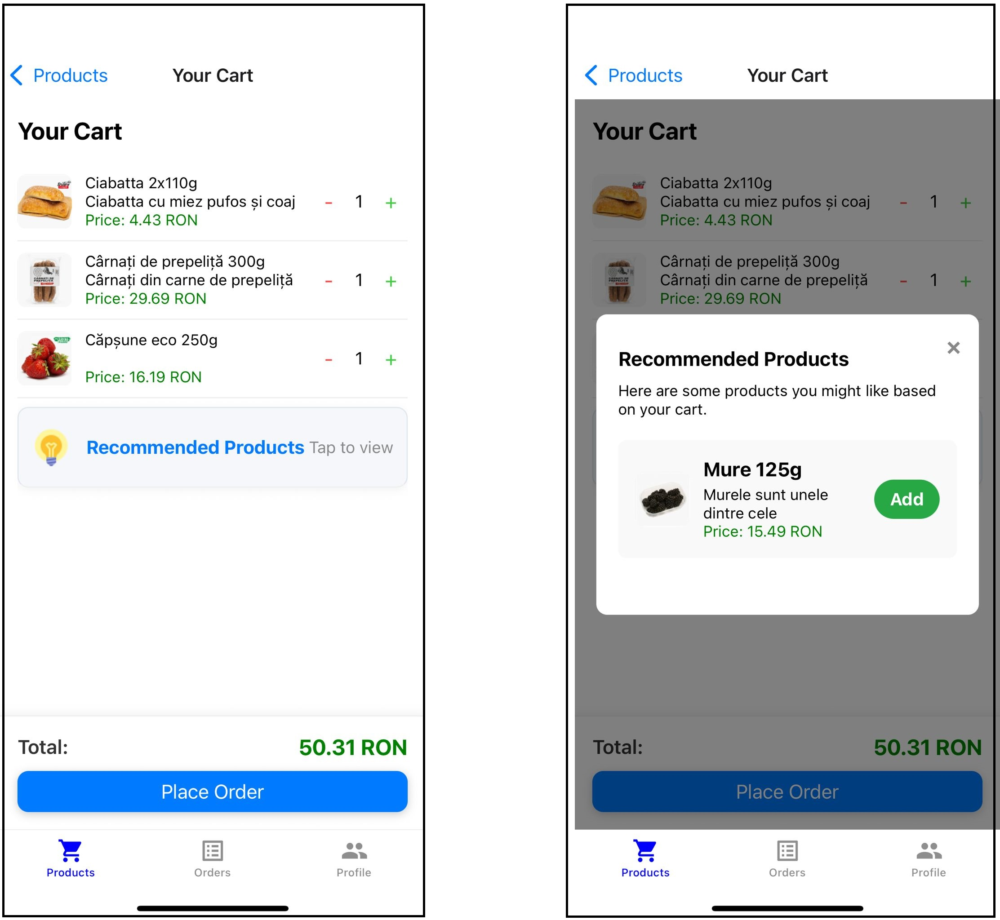 Products
Your Cart
Your Cart
Ciabatta 2x110g
Ciabatta cu miez pufos și coaj
Price: 4.43 RON
- 1 +
Cârnați de prepeliță 300g
Cârnați din carne de prepeliță
Price: 29.69 RON
- 1 +
CÂRNAȚI DE
PREPELIȚĂ
Căpșune eco 250g
Price: 16.19 RON
- 1 +
Recommended Products Tap to view
Total: 50.31 RON
Place Order
Products Orders Profile
Products
Your Cart
Your Cart
Ciabatta 2x110g
Ciabatta cu miez pufos și coaj
Price: 4.43 RON
- 1 +
Cârnați de prepeliță 300g
Cârnați din carne de prepeliță
Price: 29.69 RON
- 1 +
CÂRNAȚI DE
PREPELIȚĂ
Recommended Products
×
Here are some products you might like based
on your cart.
Mure 125g
Murele sunt unele
dintre cele
Price: 15.49 RON
Add
Total: 50.31 RON
Place Order
Products Orders Profile